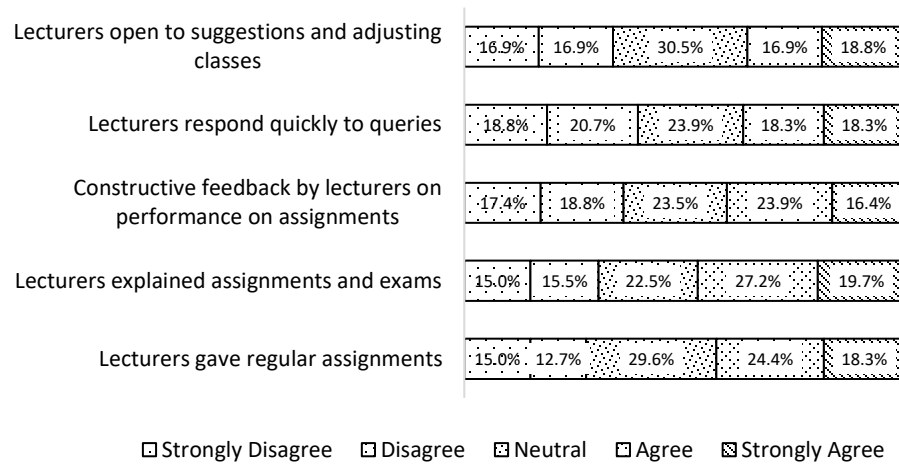 Lecturers open to suggestions and adjusting
classes
16.9% 16.9% 30.5% 16.9% 18.8%
Lecturers respond quickly to queries
18.8% 20.7% 23.9% 18.3% 18.3%
Constructive feedback by lecturers on
performance on assignments
17.4% 18.8% 23.5% 23.9% 16.4%
Lecturers explained assignments and exams
15.0% 15.5% 22.5% 27.2% 19.7%
Lecturers gave regular assignments
15.0% 12.7% 29.6% 24.4% 18.3%
Strongly Disagree Disagree Neutral Agree Strongly Agree